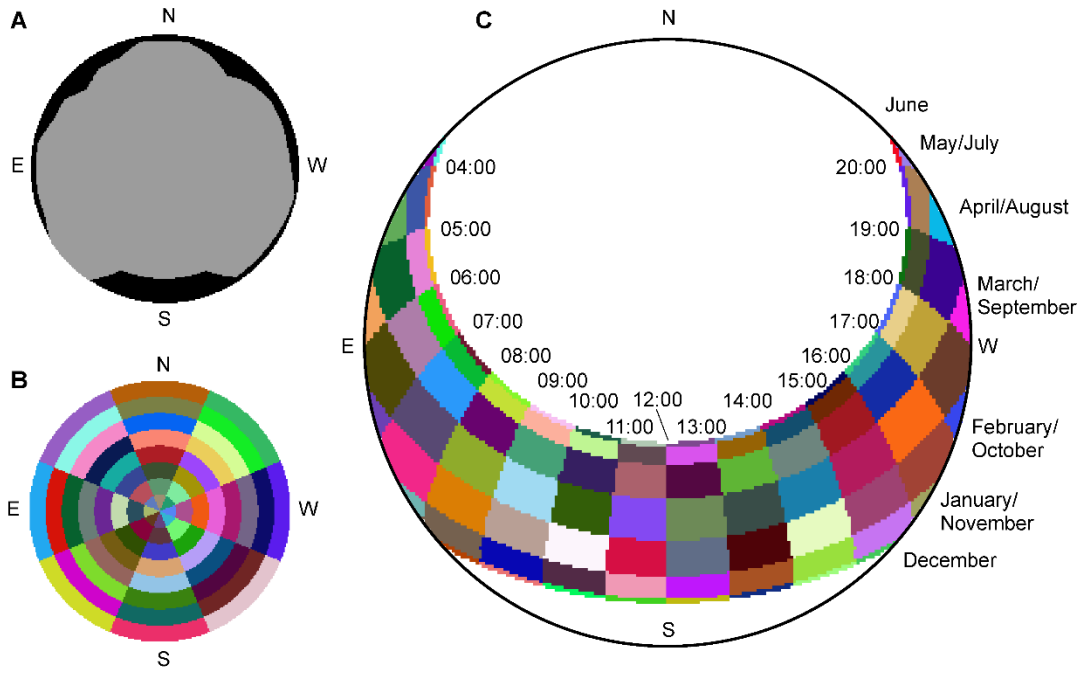 A
N
E
W
S
B
N
E
W
S
C
N
June
May/July
April/August
March/
September
W
February/
October
January/
November
December
S
E
04:00
05:00
06:00
07:00
08:00
09:00
10:00
11:00
12:00
13:00
14:00
15:00
16:00
17:00
18:00
19:00
20:00